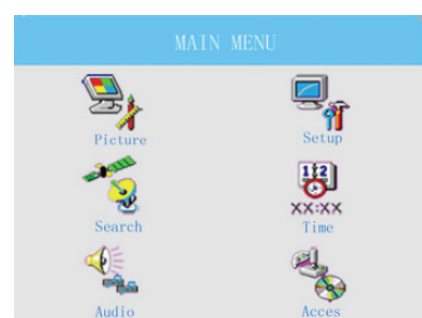 MAIN MENU
Picture
Setup
Search
XX:XX
Time
Audio
Acces